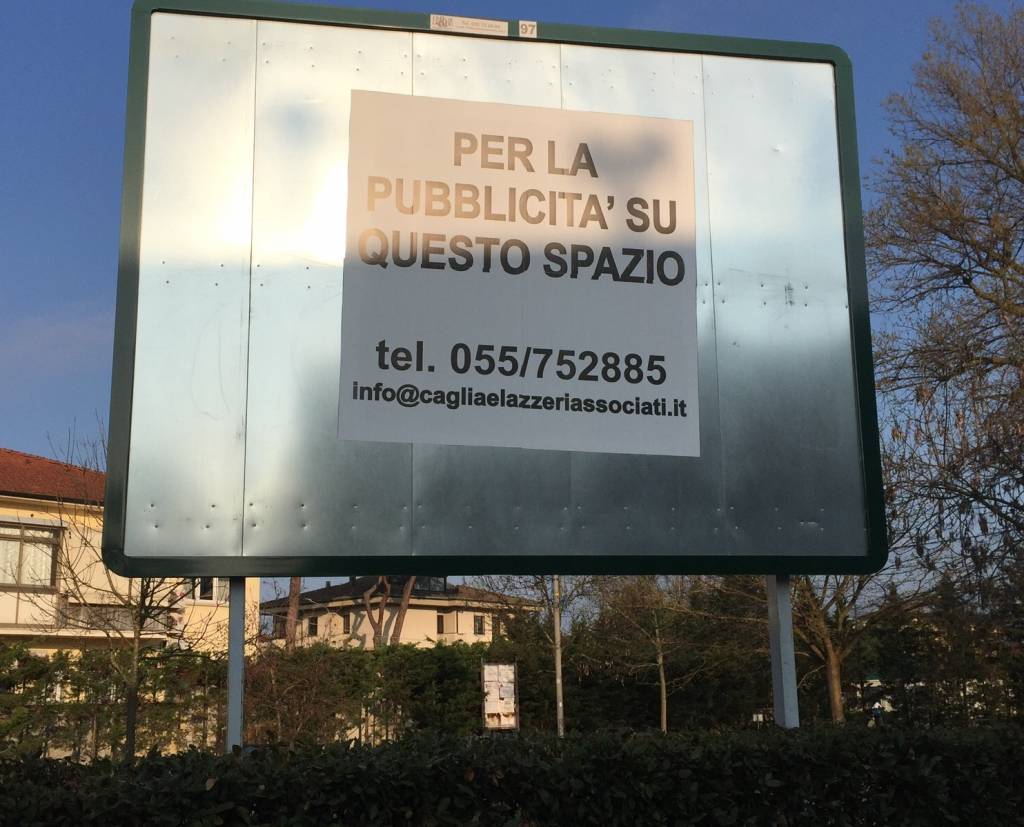 97
PER LA
PUBBLICITA' SU
QUESTO SPAZIO
tel. 055/752885
info@cagliaelazzeriassociati.it